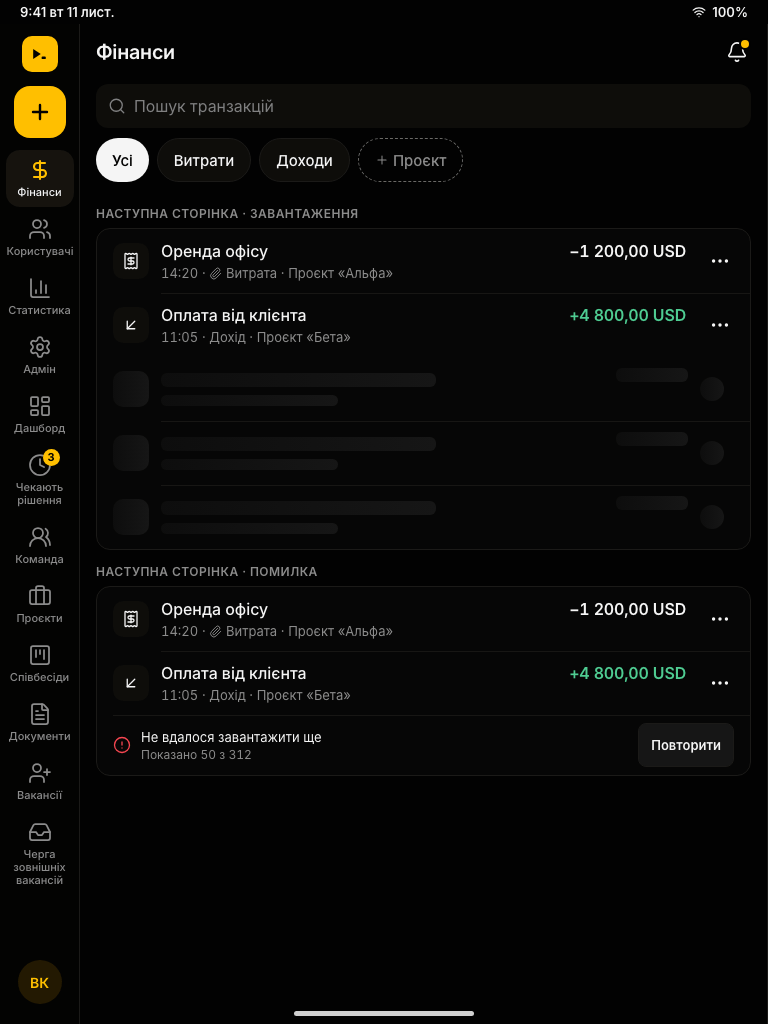 9:41 вт 11 лист.
100%
Фінанси
Пошук транзакцій
Усі
Витрати
Доходи
+ Проєкт
Фінанси
Користувачі
Статистика
Адмін
Дашборд
3
Чекають
рішення
Команда
Проєкти
Співбесіди
Документи
Вакансії
Черга
зовнішніх
вакансій
ВК
НАСТУПНА СТОРІНКА · ЗАВАНТАЖЕННЯ
Оренда офісу
−1 200,00 USD
14:20 · Витрата · Проєкт «Альфа»
Оплата від клієнта
+4 800,00 USD
11:05 · Дохід · Проєкт «Бета»
НАСТУПНА СТОРІНКА · ПОМИЛКА
Оренда офісу
−1 200,00 USD
14:20 · Витрата · Проєкт «Альфа»
Оплата від клієнта
+4 800,00 USD
11:05 · Дохід · Проєкт «Бета»
Не вдалося завантажити ще
Показано 50 з 312
Повторити